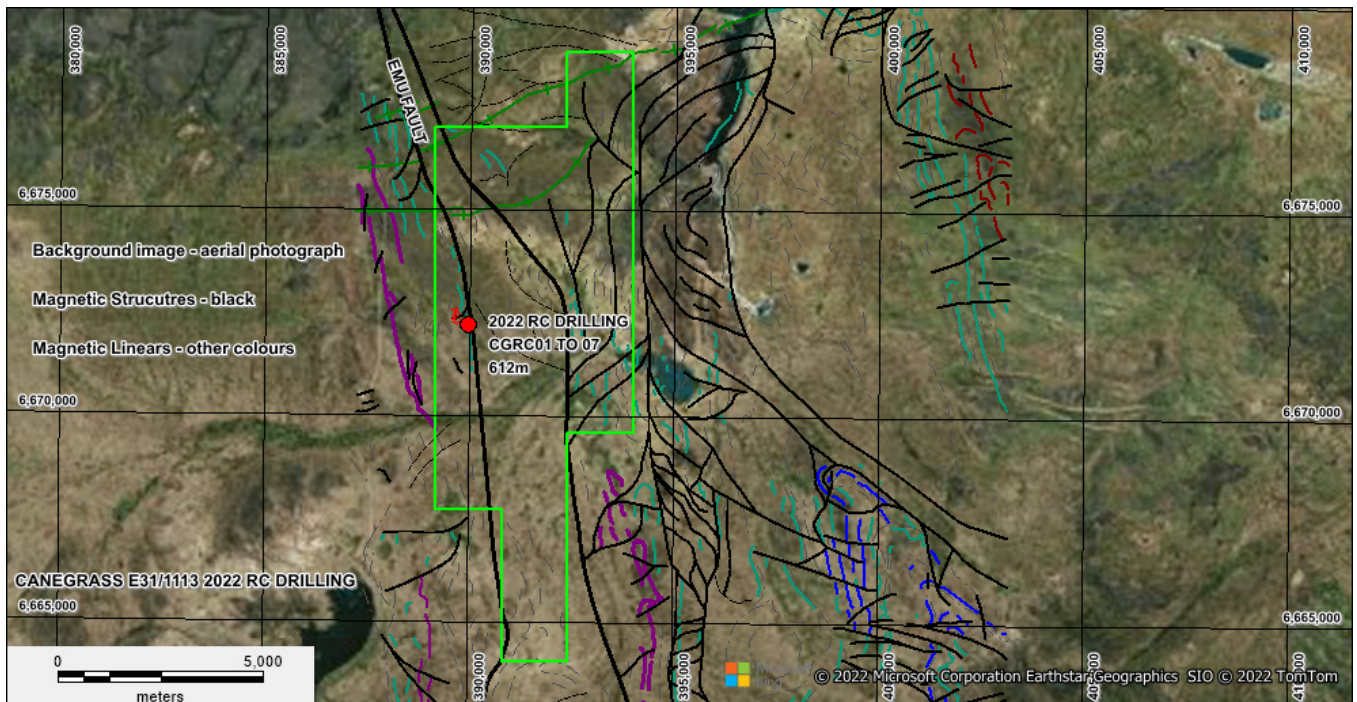 380,000
385,000
390,000
395,000
400,000
405,000
410,000
EMU FAULT
6,675,000
6,675,000
Background image - aerial photograph
Magnetic Strucutres - black
Magnetic Linears - other colours
2022 RC DRILLING
CGRC01 TO 07
612m
6,670,000
6,670,000
CANEGRASS E31/1113 2022 RC DRILLING
6,665,000
6,665,000
0 5,000
meters
390,000
395,000
400,000
405,000
410,000
© 2022 Microsoft Corporation Earthstar Geographics SIO © 2022 TomTom